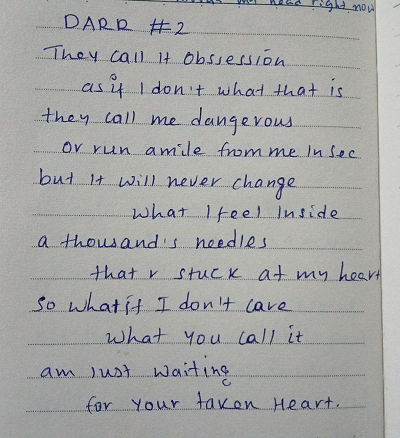 my head right now
DARR #2
They call it obssession
as if I don't what that is
they call me dangerous
or run a mile from me in sec
but it will never change
what I feel inside
a thousand's needles
that r stuck at my heart
so what if I don't care
what you call it
am just waiting
for your taken Heart.